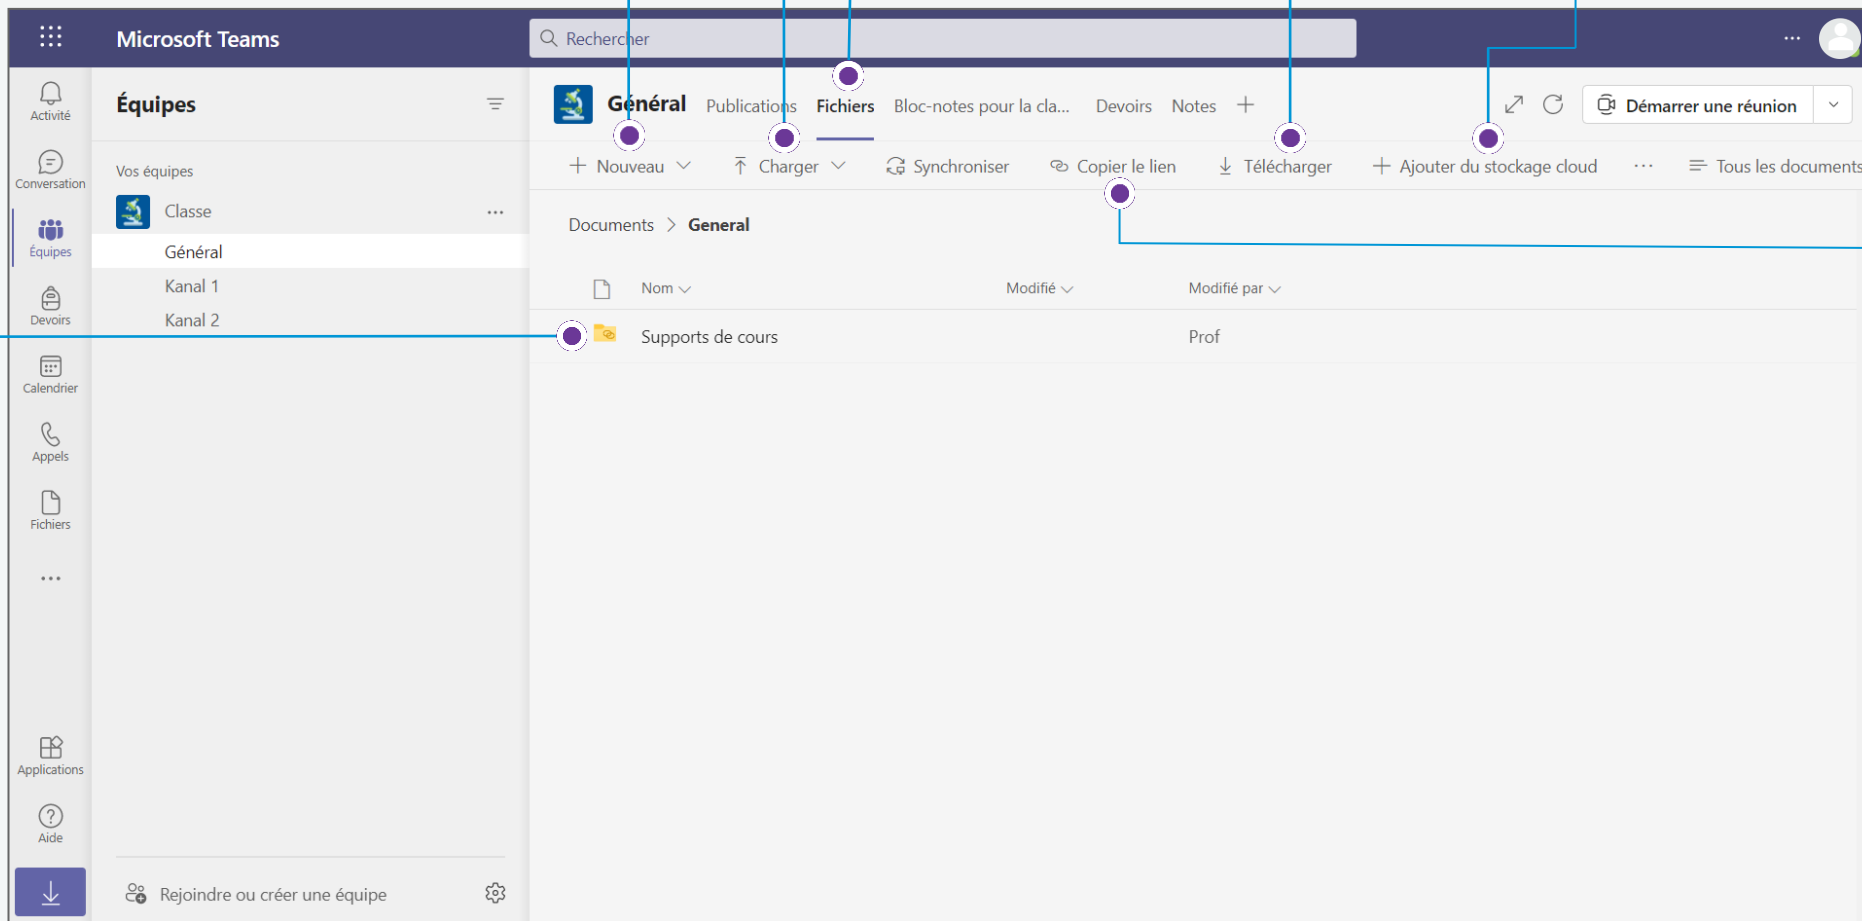 Microsoft Teams
Rechercher
Activité
Conversation
Équipes
Devoirs
Calendrier
Appels
Fichiers
Applications
Aide
Équipes
Vos équipes
Classe
Général
Kanal 1
Kanal 2
Rejoindre ou créer une équipe
Général Publications Fichiers Bloc-notes pour la cla... Devoirs Notes Démarrer une réunion
Nouveau Charger Synchroniser Copier le lien Télécharger Ajouter du stockage cloud Tous les documents
Documents > General
Nom Modifié Modifié par
Supports de cours Prof